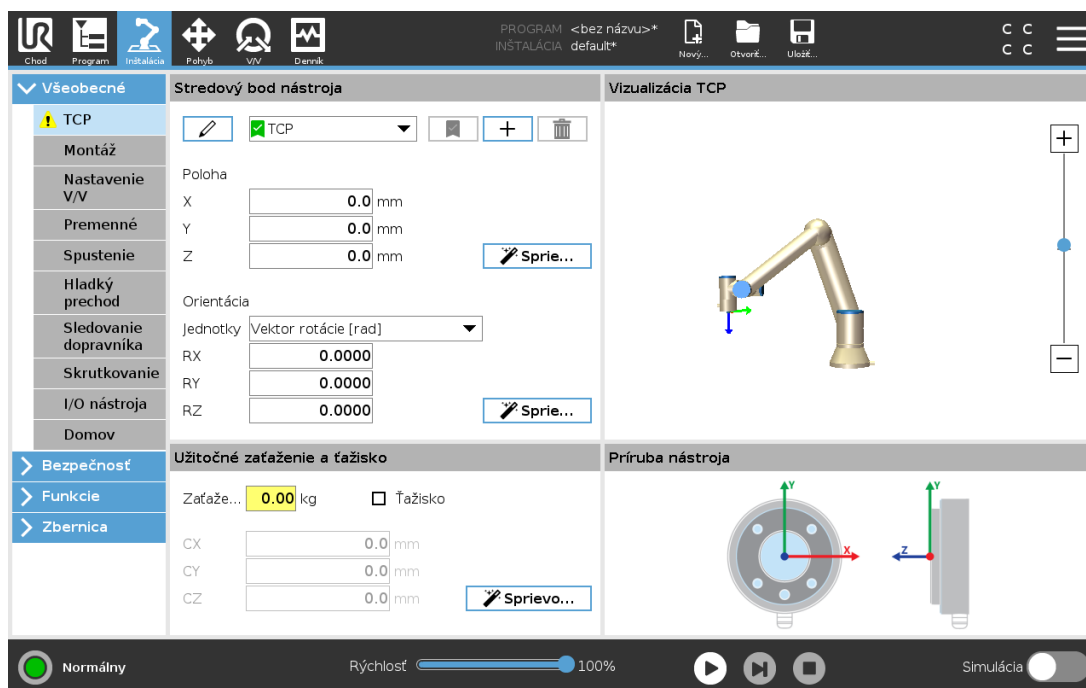 PROGRAM <bez názvu>*
INŠTALÁCIA default*
Chod
Program
Inštalácia
Pohyb
V/V
Denník
Nový...
Otvoriť...
Uložiť...
C C
C C
Všeobecné
TCP
Montáž
Nastavenie
V/V
Premenné
Spustenie
Hladký
prechod
Sledovanie
dopravníka
Skrutkovanie
I/O nástroja
Domov
Bezpečnosť
Funkcie
Zbernica
Stredový bod nástroja
TCP
Poloha
X 0.0 mm
Y 0.0 mm
Z 0.0 mm
Sprie...
Orientácia
Jednotky Vektor rotácie [rad]
RX 0.0000
RY 0.0000
RZ 0.0000
Sprie...
Užitočné zaťaženie a ťažisko
Zaťaže... 0.00 kg
Ťažisko
CX 0.0 mm
CY 0.0 mm
CZ 0.0 mm
Sprievo...
Vizualizácia TCP
Príruba nástroja
Y
X
Y
Z
Normálny
Rýchlosť 100%
Simulácia